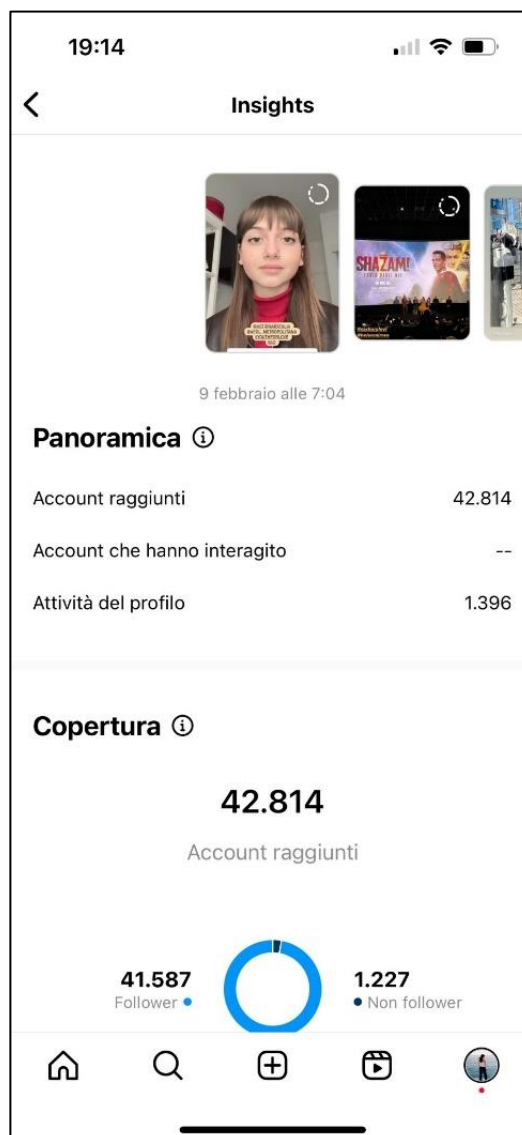 19:14
Insights
SHAZAM!
9 febbraio alle 7:04
Panoramica
Account raggiunti 42.814
Account che hanno interagito --
Attività del profilo 1.396
Copertura
42.814
Account raggiunti
41.587 1.227
Follower Non follower